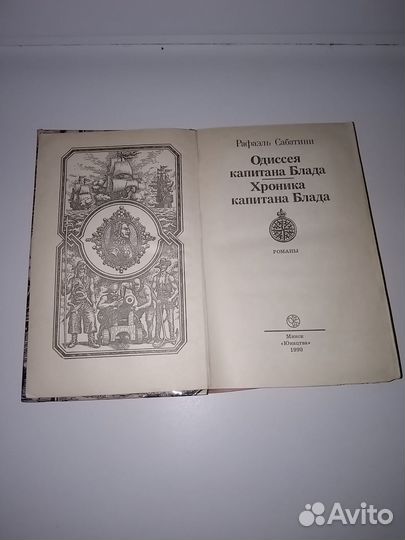 Рафаэль Сабатини
Одиссея
капитана Блада
Хроника
капитана Блада
РОМАНЫ
Минск
«Юнацтва»
1990
Avito